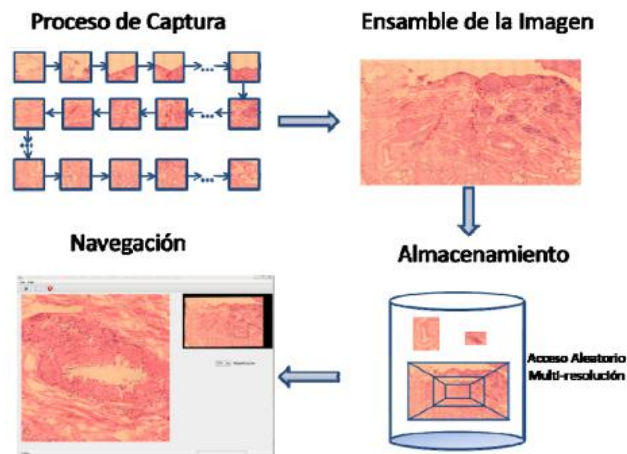 Proceso de Captura
Ensamble de la Imagen
Navegación
Almacenamiento
Acceso Aleatorio
Multi-resolución